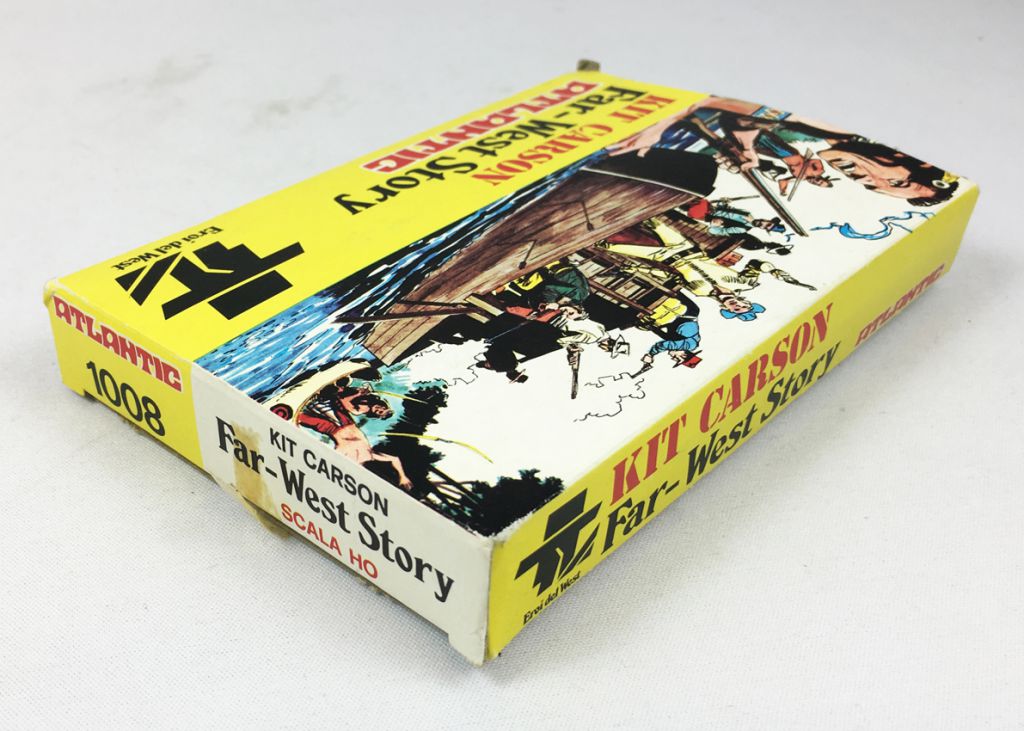 KIT CARSON
Far-West Story
ATLANTIC
Eroi del West
ATLANTIC
1008
KIT CARSON
Far-West Story
SCALA HO
KIT CARSON
Far-West Story
ATLANTIC
Eroi del West